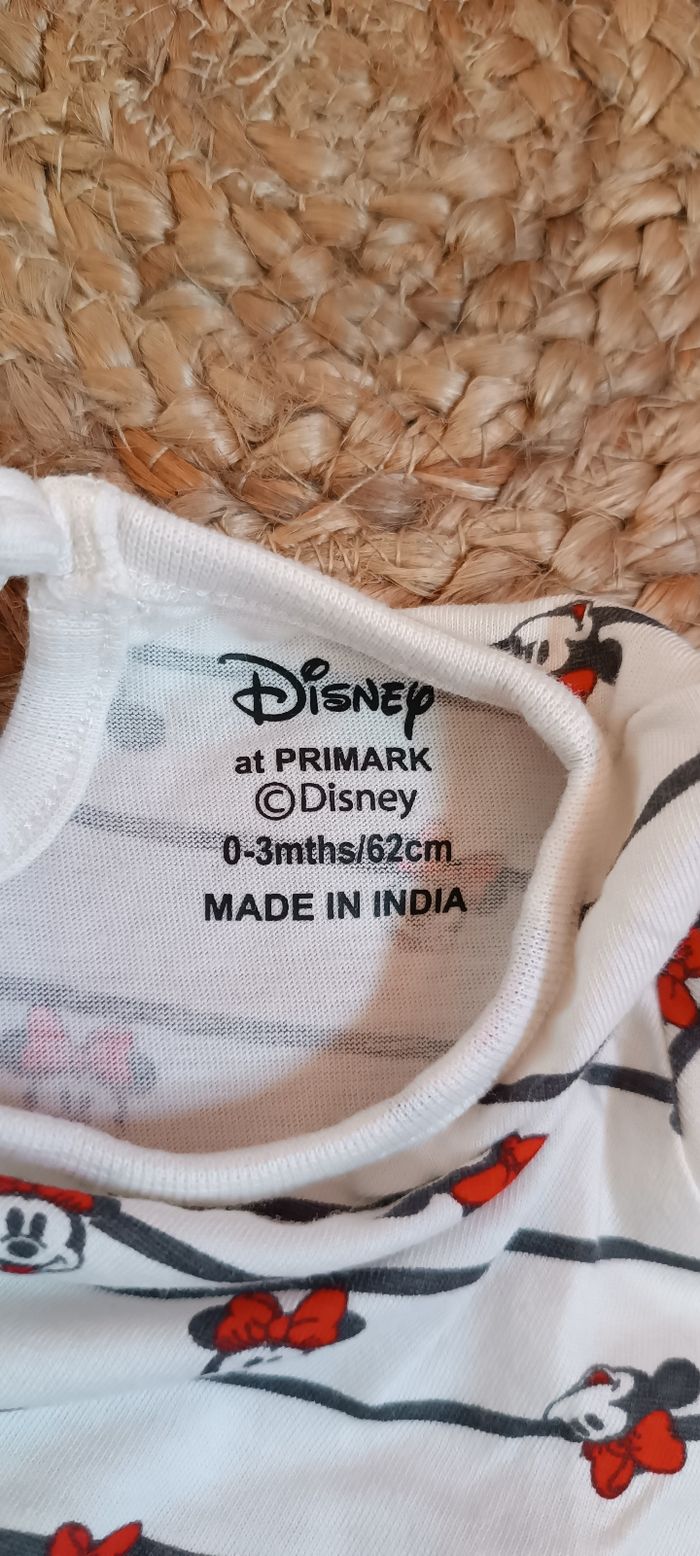 Disney
at PRIMARK
©Disney
0-3mths/62cm
MADE IN INDIA